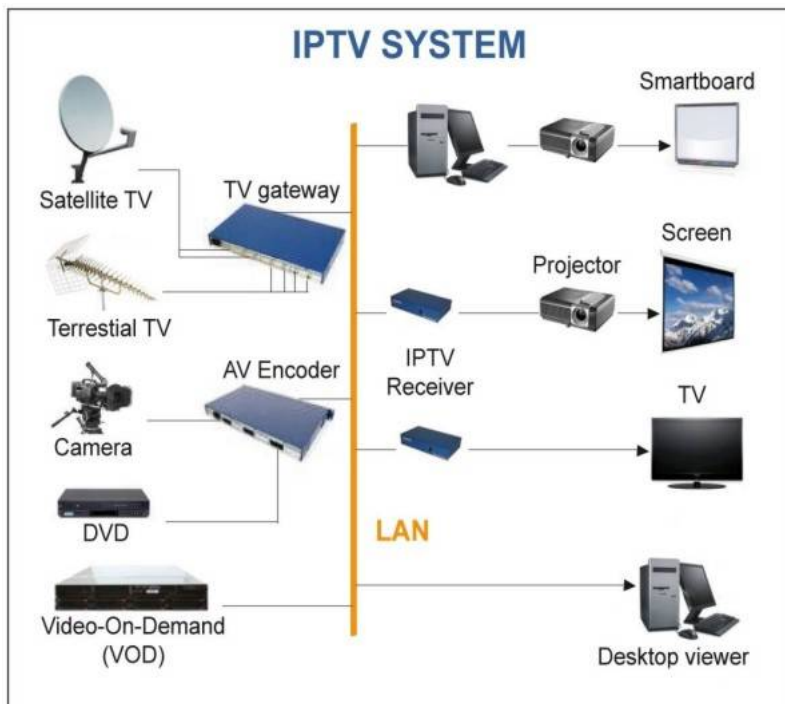 IPTV SYSTEM
Smartboard
Satellite TV
TV gateway
Screen
Projector
Terrestial TV
AV Encoder
IPTV
Receiver
TV
Camera
DVD
LAN
Video-On-Demand
(VOD)
Desktop viewer